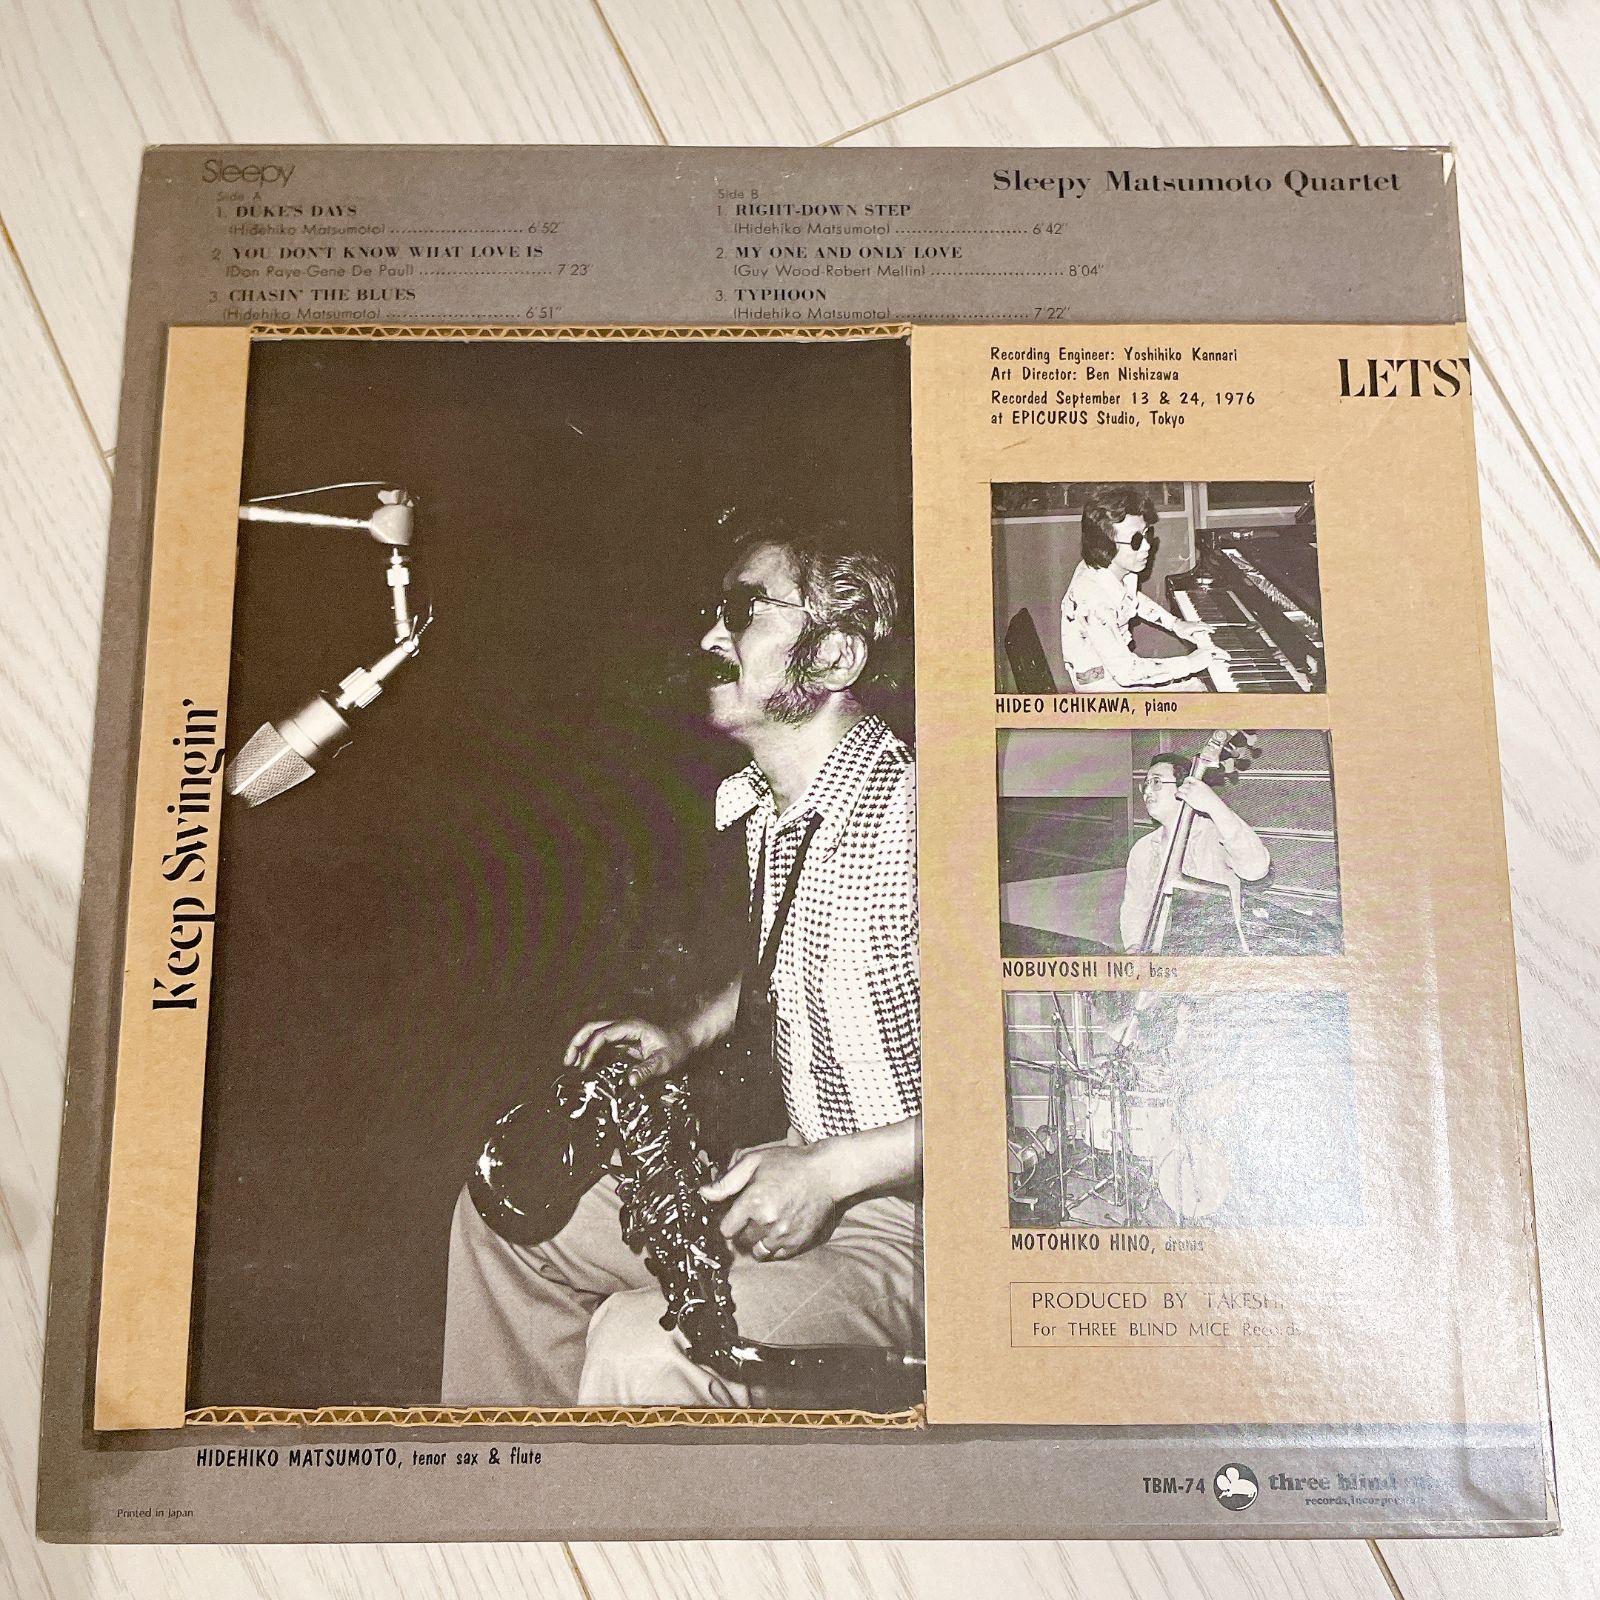 Sleepy
Sleepy Matsumoto Quartet
Side A
1. DUKE'S DAYS
(Hidehiko Matsumoto) ........................ 6'52"
2. YOU DON'T KNOW WHAT LOVE IS
(Don Raye-Gene De Paul) ........................ 7'23"
3. CHASIN' THE BLUES
(Hidehiko Matsumoto) ........................ 6'51"
Side B
1. RIGHT-DOWN STEP
(Hidehiko Matsumoto) ........................ 6'42"
2. MY ONE AND ONLY LOVE
(Guy Wood-Robert Mellin) ........................ 8'04"
3. TYPHOON
(Hidehiko Matsumoto) ........................ 7'22"
Keep Swingin'
Recording Engineer: Yoshihiko Kannari
Art Director: Ben Nishizawa
Recorded September 13 & 24, 1976
at EPICURUS Studio, Tokyo
LETS
HIDEO ICHIKAWA, piano
NOBUYOSHI INO, bass
MOTOHIKO HINO, drums
PRODUCED BY
For THREE BLIND MICE Records
HIDEHIKO MATSUMOTO, tenor sax & flute
TBM-74
three blind
Printed in Japan